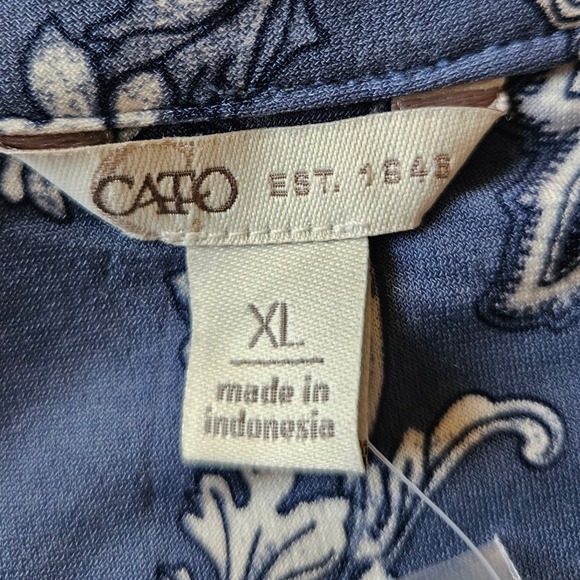 CATO EST. 1946
XL
made in
indonesia